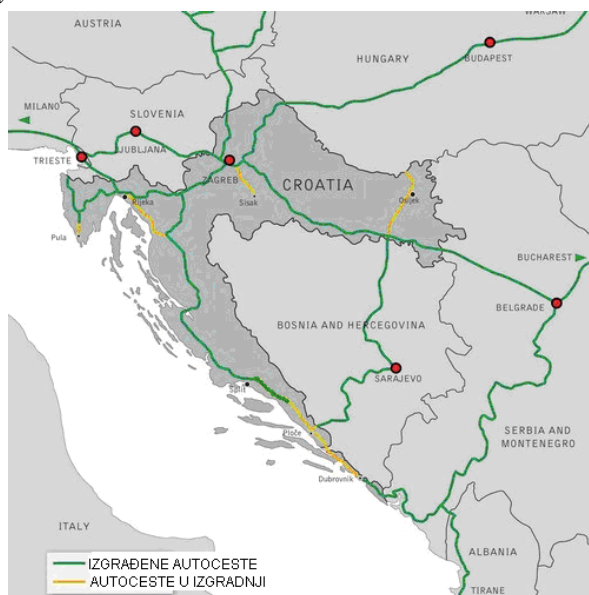 WARSAW
AUSTRIA
HUNGARY
BUDAPEST
MILANO
SLOVENIA
LJUBLJANA
TRIESTE
ZAGREB
CROATIA
Rijeka
Sisak
Osijek
Pula
BUCHAREST
BELGRADE
BOSNIA AND HERCEGOVINA
SARAJEVO
Split
Ploče
SERBIA AND
MONTENEGRO
Dubrovnik
ITALY
ALBANIA
TIRANE
IZGRAĐENE AUTOCESTE
AUTOCESTE U IZGRADNJI